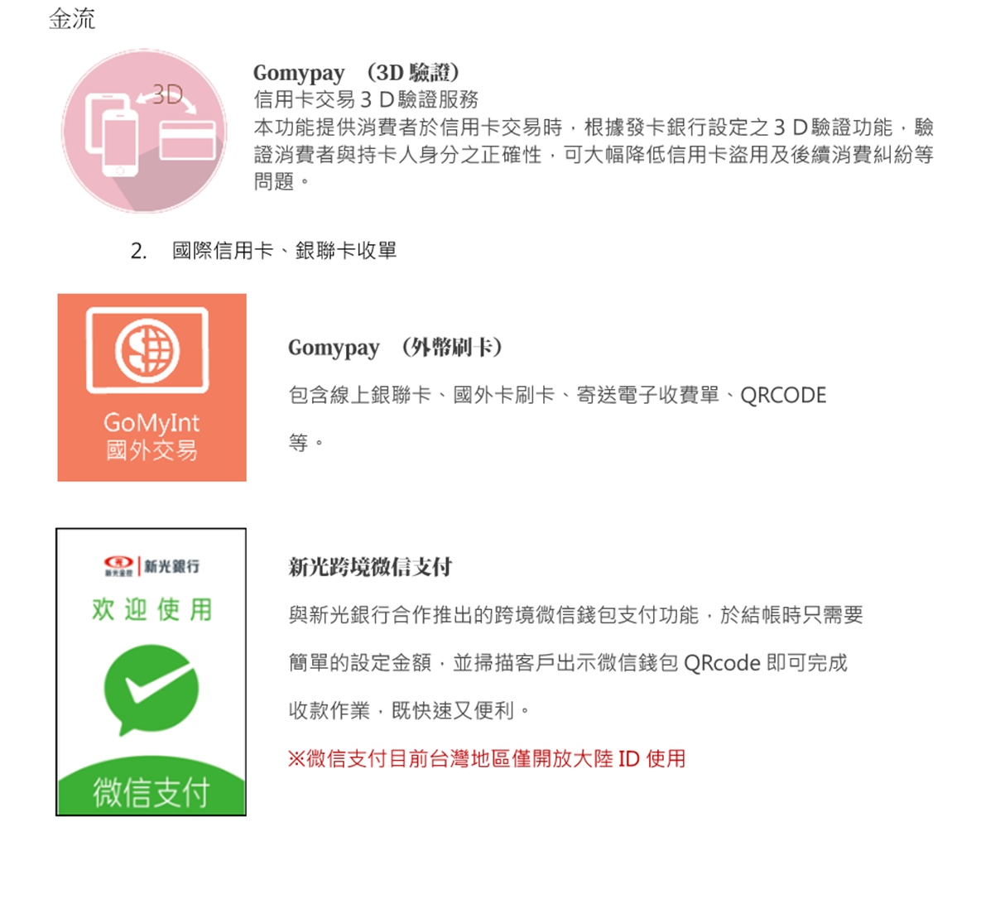 金流
3D
Gomypay （3D 驗證）
信用卡交易３Ｄ驗證服務
本功能提供消費者於信用卡交易時，根據發卡銀行設定之３Ｄ驗證功能，驗
證消費者與持卡人身分之正確性，可大幅降低信用卡盜用及後續消費糾紛等
問題。
2. 國際信用卡、銀聯卡收單
GoMyInt
國外交易
Gomypay （外幣刷卡）
包含線上銀聯卡、國外卡刷卡、寄送電子收費單、QRCODE
等。
新光金控 新光銀行
欢迎使用
微信支付
新光跨境微信支付
與新光銀行合作推出的跨境微信錢包支付功能，於結帳時只需要
簡單的設定金額，並掃描客戶出示微信錢包 QRcode 即可完成
收款作業，既快速又便利。
※微信支付目前台灣地區僅開放大陸 ID 使用